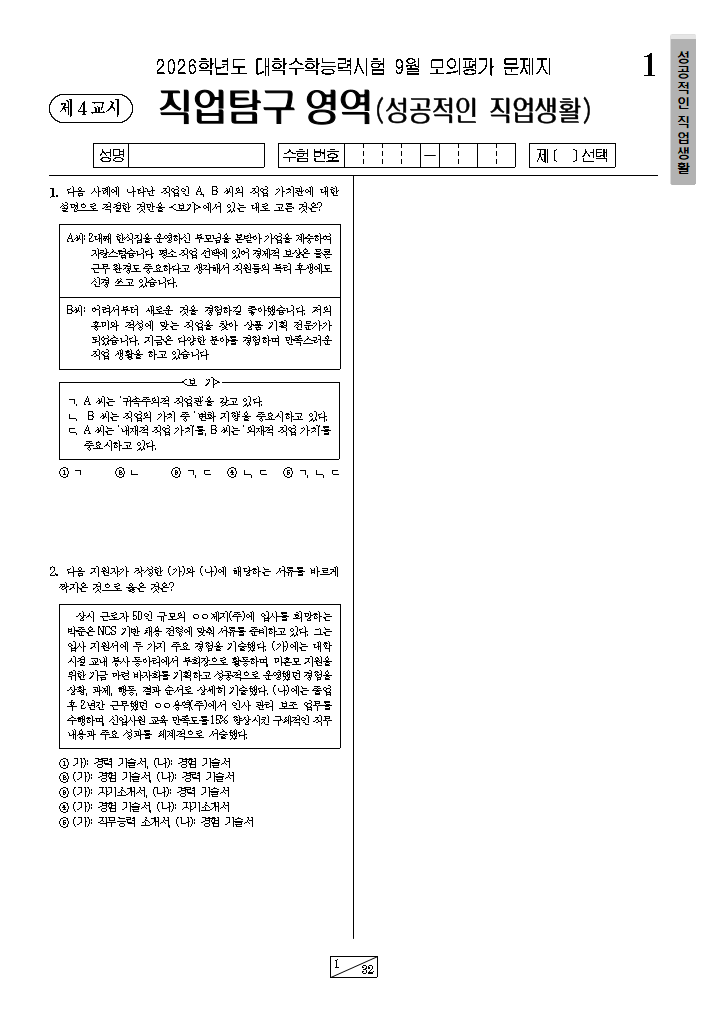 2026학년도 대학수학능력시험 9월 모의평가 문제지
1
성공적인 직업생활
제 4 교시
직업탐구 영역(성공적인 직업생활)
성명
수험 번호
―
제〔 〕선택
1. 다음 사례에 나타난 직업인 A, B 씨의 직업 가치관에 대한
설명으로 적절한 것만을 <보기>에서 있는 대로 고른 것은?
A씨: 2대째 한식집을 운영하신 부모님을 본받아 가업을 계승하여
자랑스럽습니다. 평소 직업 선택에 있어 경제적 보상은 물론
근무 환경도 중요하다고 생각해서 직원들의 복리 후생에도
신경 쓰고 있습니다.
B씨: 어려서부터 새로운 것을 경험하길 좋아했습니다. 저의
흥미와 적성에 맞는 직업을 찾아 상품 기획 전문가가
되었습니다. 지금은 다양한 분야를 경험하며 만족스러운
직업 생활을 하고 있습니다
<보 기>
ㄱ. A 씨는 '귀속주의적 직업관'을 갖고 있다.
ㄴ. B 씨는 직업의 가치 중 '변화 지향'을 중요시하고 있다.
ㄷ. A 씨는 '내재적 직업 가치'를, B 씨는 '외재적 직업 가치'를
중요시하고 있다.
① ㄱ ② ㄴ ③ ㄱ, ㄷ ④ ㄴ, ㄷ ⑤ ㄱ, ㄴ, ㄷ
2. 다음 지원자가 작성한 (가)와 (나)에 해당하는 서류를 바르게
짝지은 것으로 옳은 것은?
상시 근로자 50인 규모의 ㅇㅇ제지(주)에 입사를 희망하는
박준은 NCS 기반 채용 전형에 맞춰 서류를 준비하고 있다. 그는
입사 지원서에 두 가지 주요 경험을 기술했다. (가)에는 대학
시절 교내 봉사 동아리에서 부회장으로 활동하며, 미혼모 지원을
위한 기금 마련 바자회를 기획하고 성공적으로 운영했던 경험을
상황, 과제, 행동, 결과 순서로 상세히 기술했다. (나)에는 졸업
후 2년간 근무했던 ㅇㅇ용역(주)에서 인사 관리 보조 업무를
수행하며, 신입사원 교육 만족도를 15% 향상시킨 구체적인 직무
내용과 주요 성과를 체계적으로 서술했다.
① 가): 경력 기술서, (나): 경험 기술서
② (가): 경험 기술서, (나): 경력 기술서
③ (가): 자기소개서, (나): 경력 기술서
④ (가): 경험 기술서, (나): 자기소개서
⑤ (가): 직무능력 소개서, (나): 경험 기술서
1
32